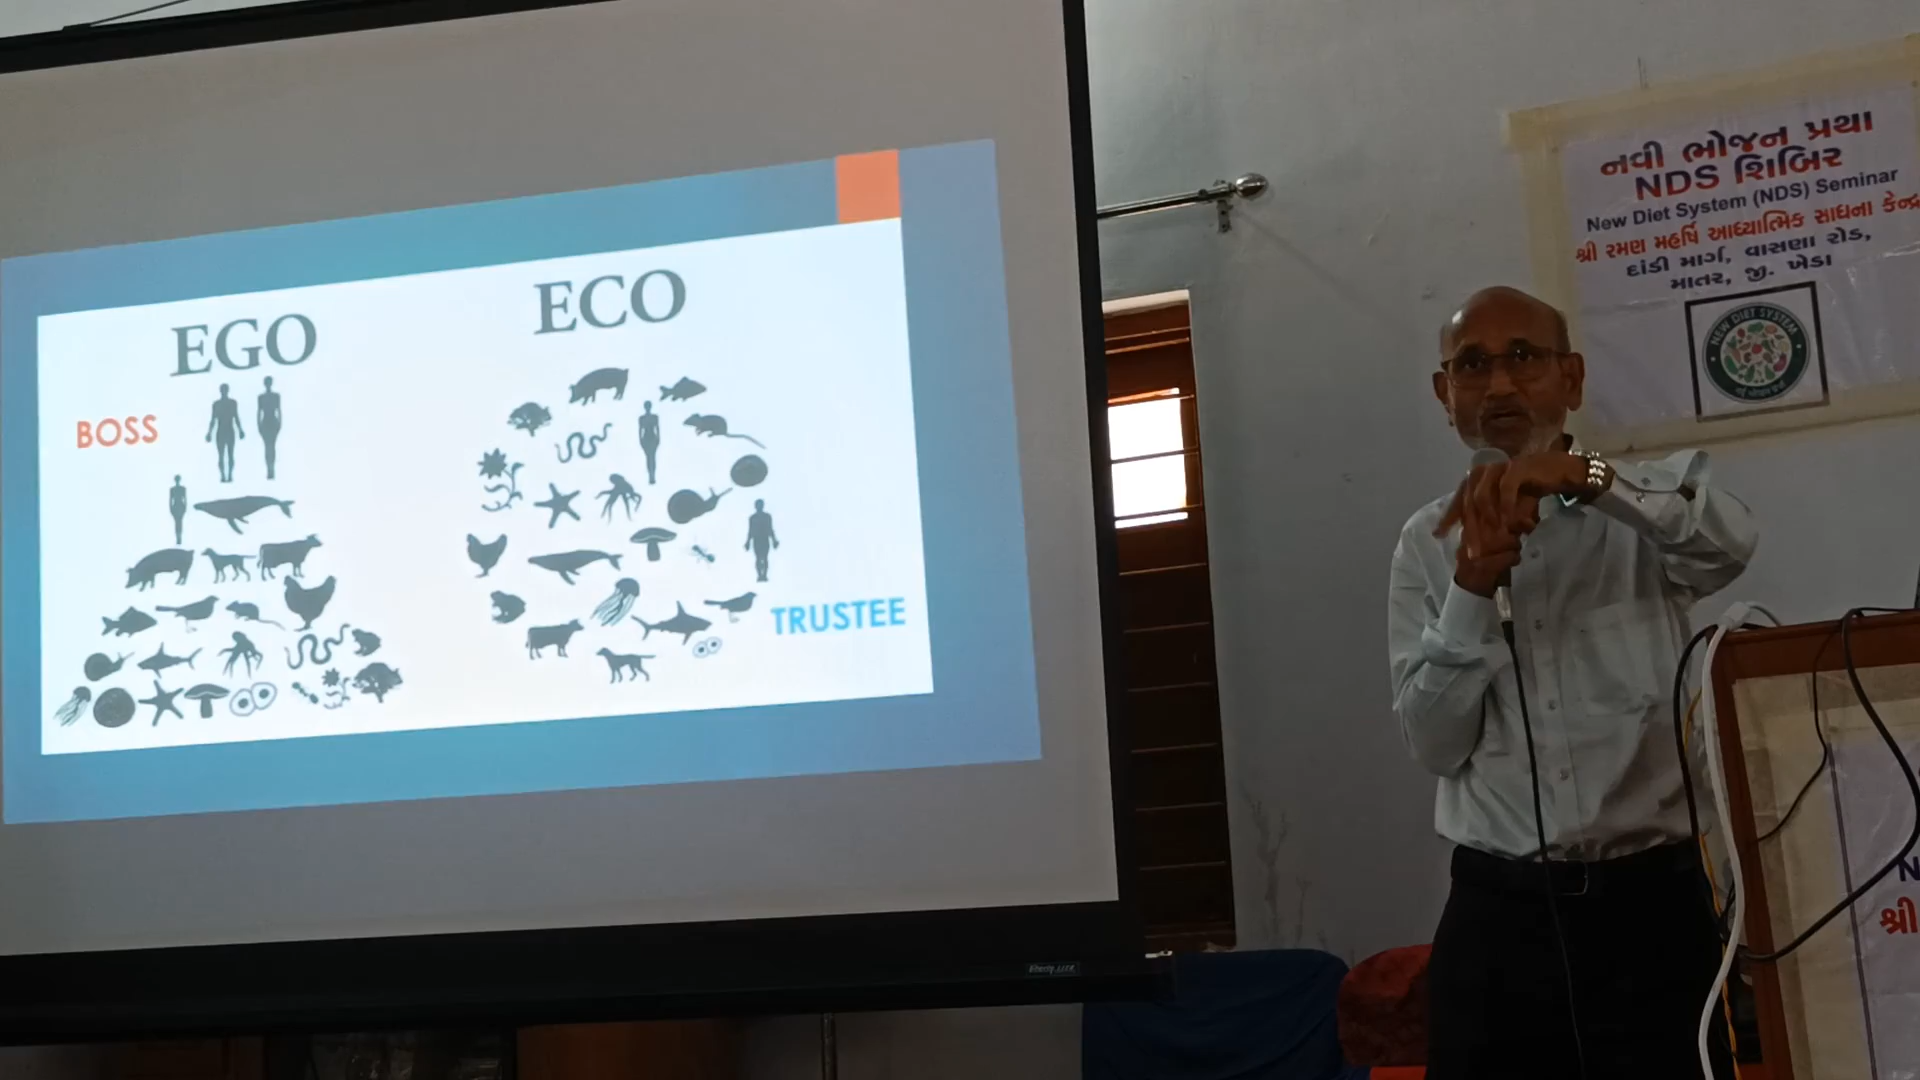 EGO
ECO
BOSS
TRUSTEE
નવી ભોજન પ્રથા
NDS શિબિર
New Diet System (NDS) Seminar
શ્રી રમણ મહર્ષિ આધ્યાત્મિક સાધના કેન્દ્ર
દાંડી માર્ગ, વાસણા રોડ,
માતર, જી. ખેડા
NEW DIET SYSTEM
N
શ્રી